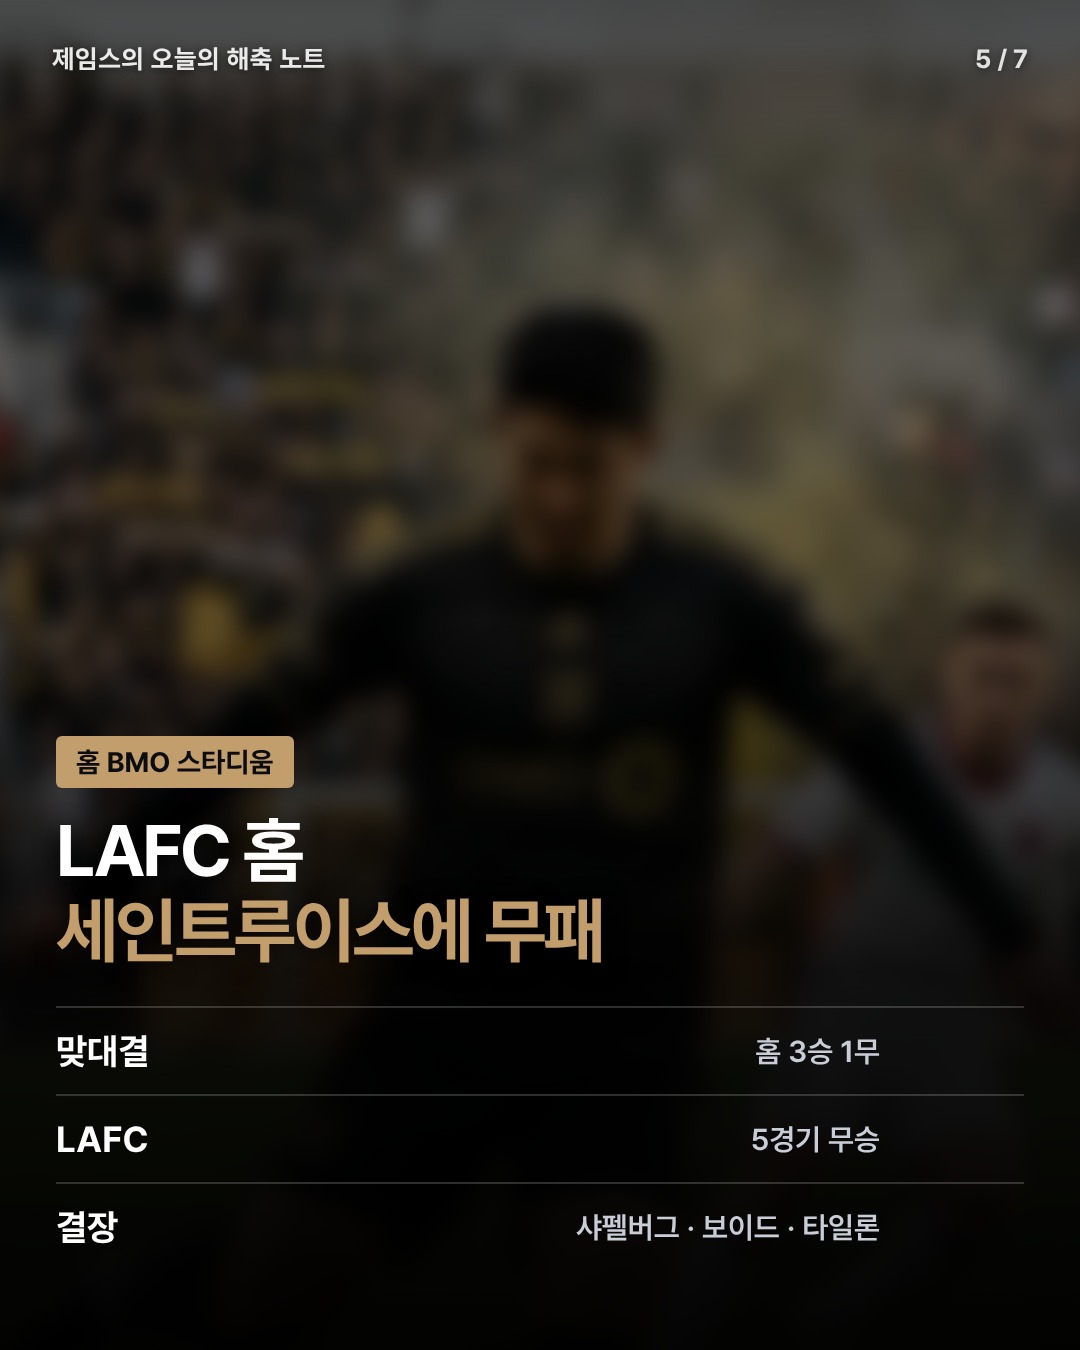 제임스의 오늘의 해축 노트
5 / 7
홈 BMO 스타디움
LAFC 홈
세인트루이스에 무패
맞대결 홈 3승 1무
LAFC 5경기 무승
결장 샤펠버그 · 보이드 · 타일론